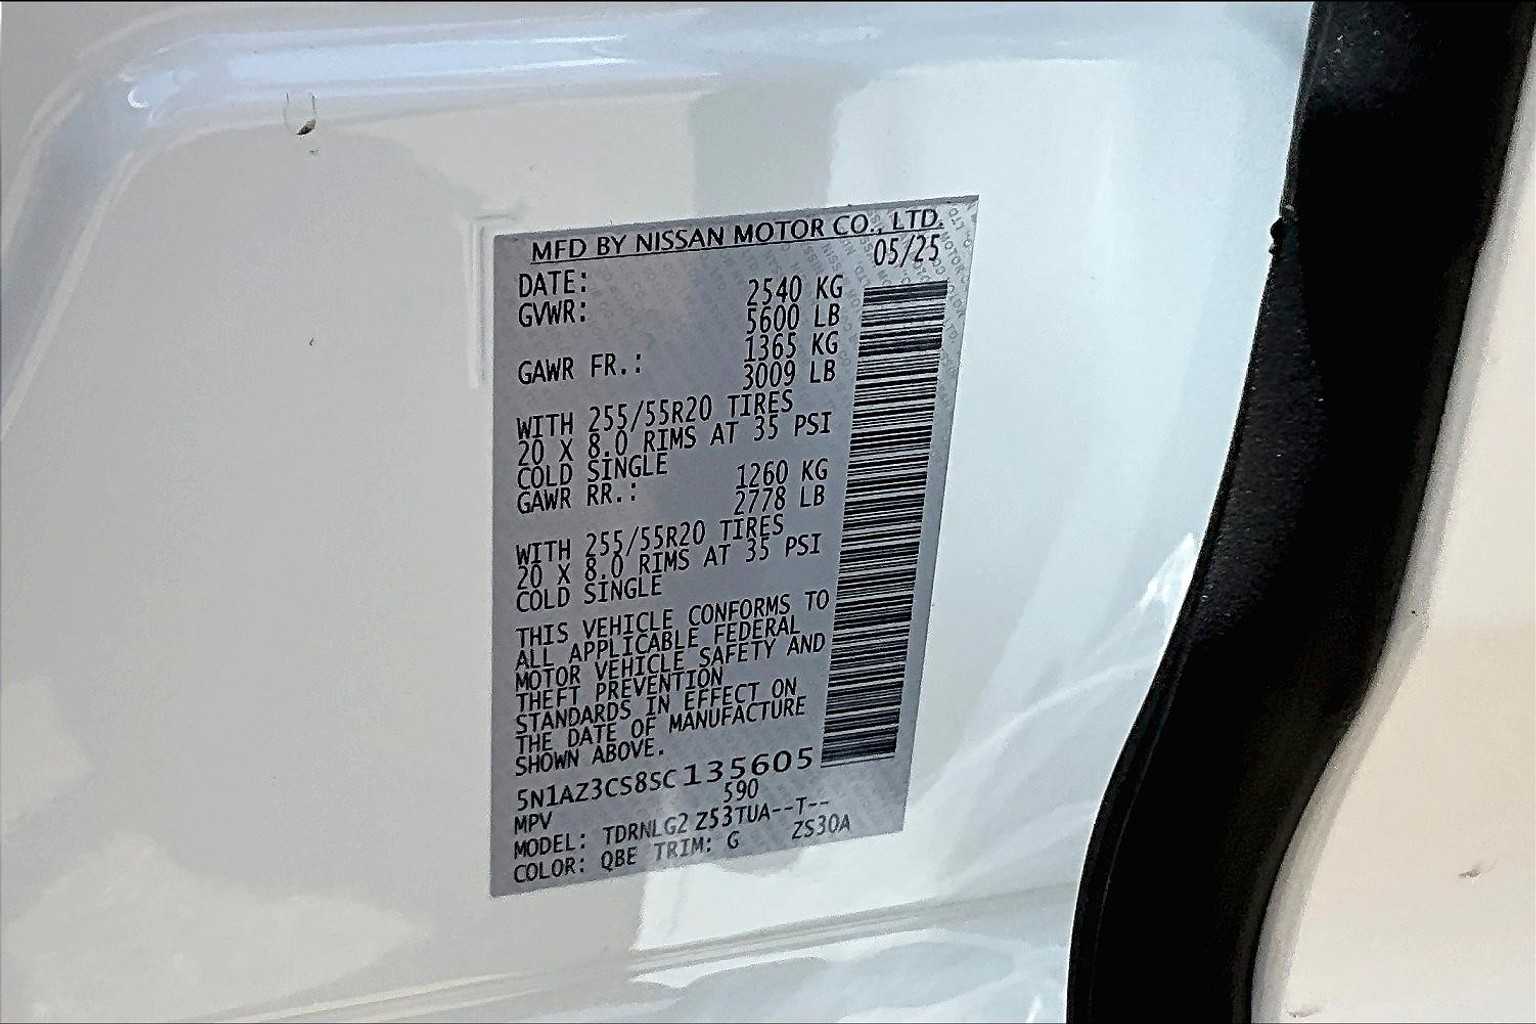 MFD BY NISSAN MOTOR CO., LTD.
DATE: 05/25
GVWR: 2540 KG
5600 LB
GAWR FR.: 1365 KG
3009 LB
WITH 255/55R20 TIRES
20 X 8.0 RIMS AT 35 PSI
COLD SINGLE
GAWR RR.: 1260 KG
2778 LB
WITH 255/55R20 TIRES
20 X 8.0 RIMS AT 35 PSI
COLD SINGLE
THIS VEHICLE CONFORMS TO
ALL APPLICABLE FEDERAL
MOTOR VEHICLE SAFETY AND
THEFT PREVENTION
STANDARDS IN EFFECT ON
THE DATE OF MANUFACTURE
SHOWN ABOVE.
5N1AZ3CS8SC135605
MPV 590
MODEL: TDRNLG2 Z53TUA--T--
COLOR: QBE TRIM: G ZS30A